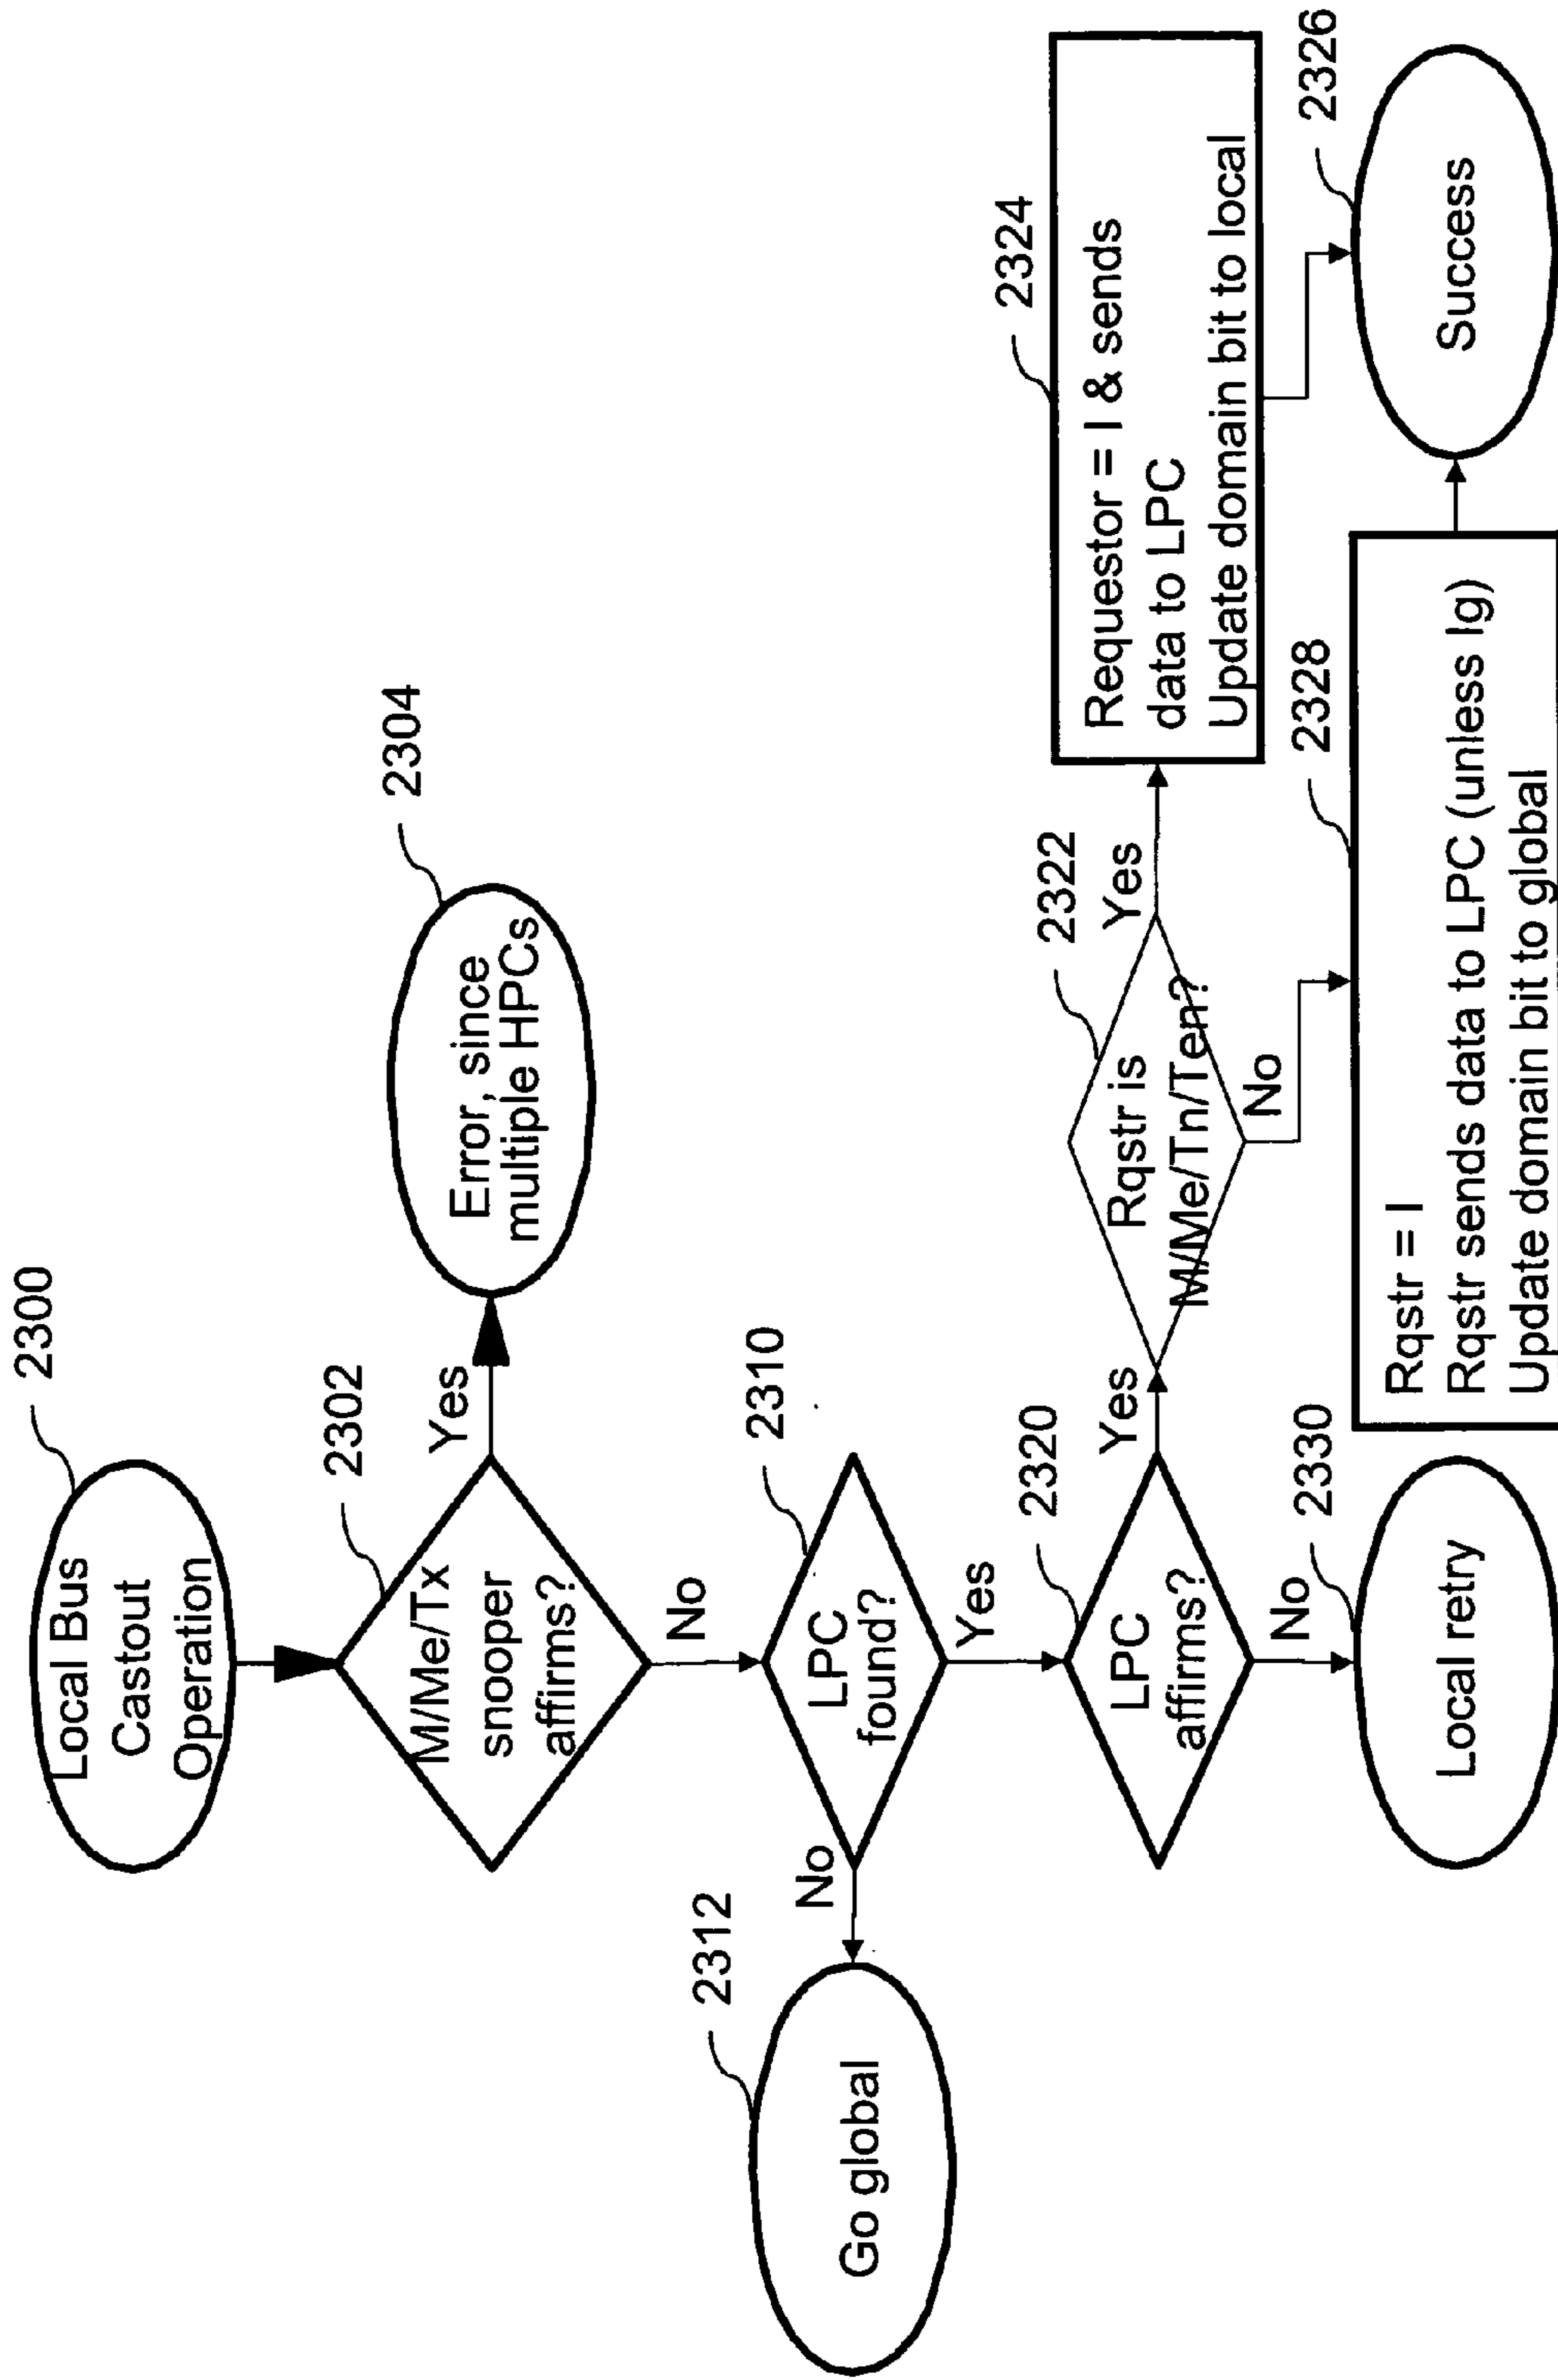 2300
Local Bus
Castout
Operation
2302
M/Me/Tx
snooper
affirms?
Yes
2304
Error, since
multiple HPCs
No
2310
LPC
found?
No
2312
Go global
Yes
2320
LPC
affirms?
Yes
2322
Rqstr is
M/Me/Tn/Ten?
Yes
2324
Requestor = I & sends
data to LPC
Update domain bit to local
No
2330
Local retry
No
2328
Rqstr = I
Rqstr sends data to LPC (unless Ig)
Update domain bit to global
2326
Success